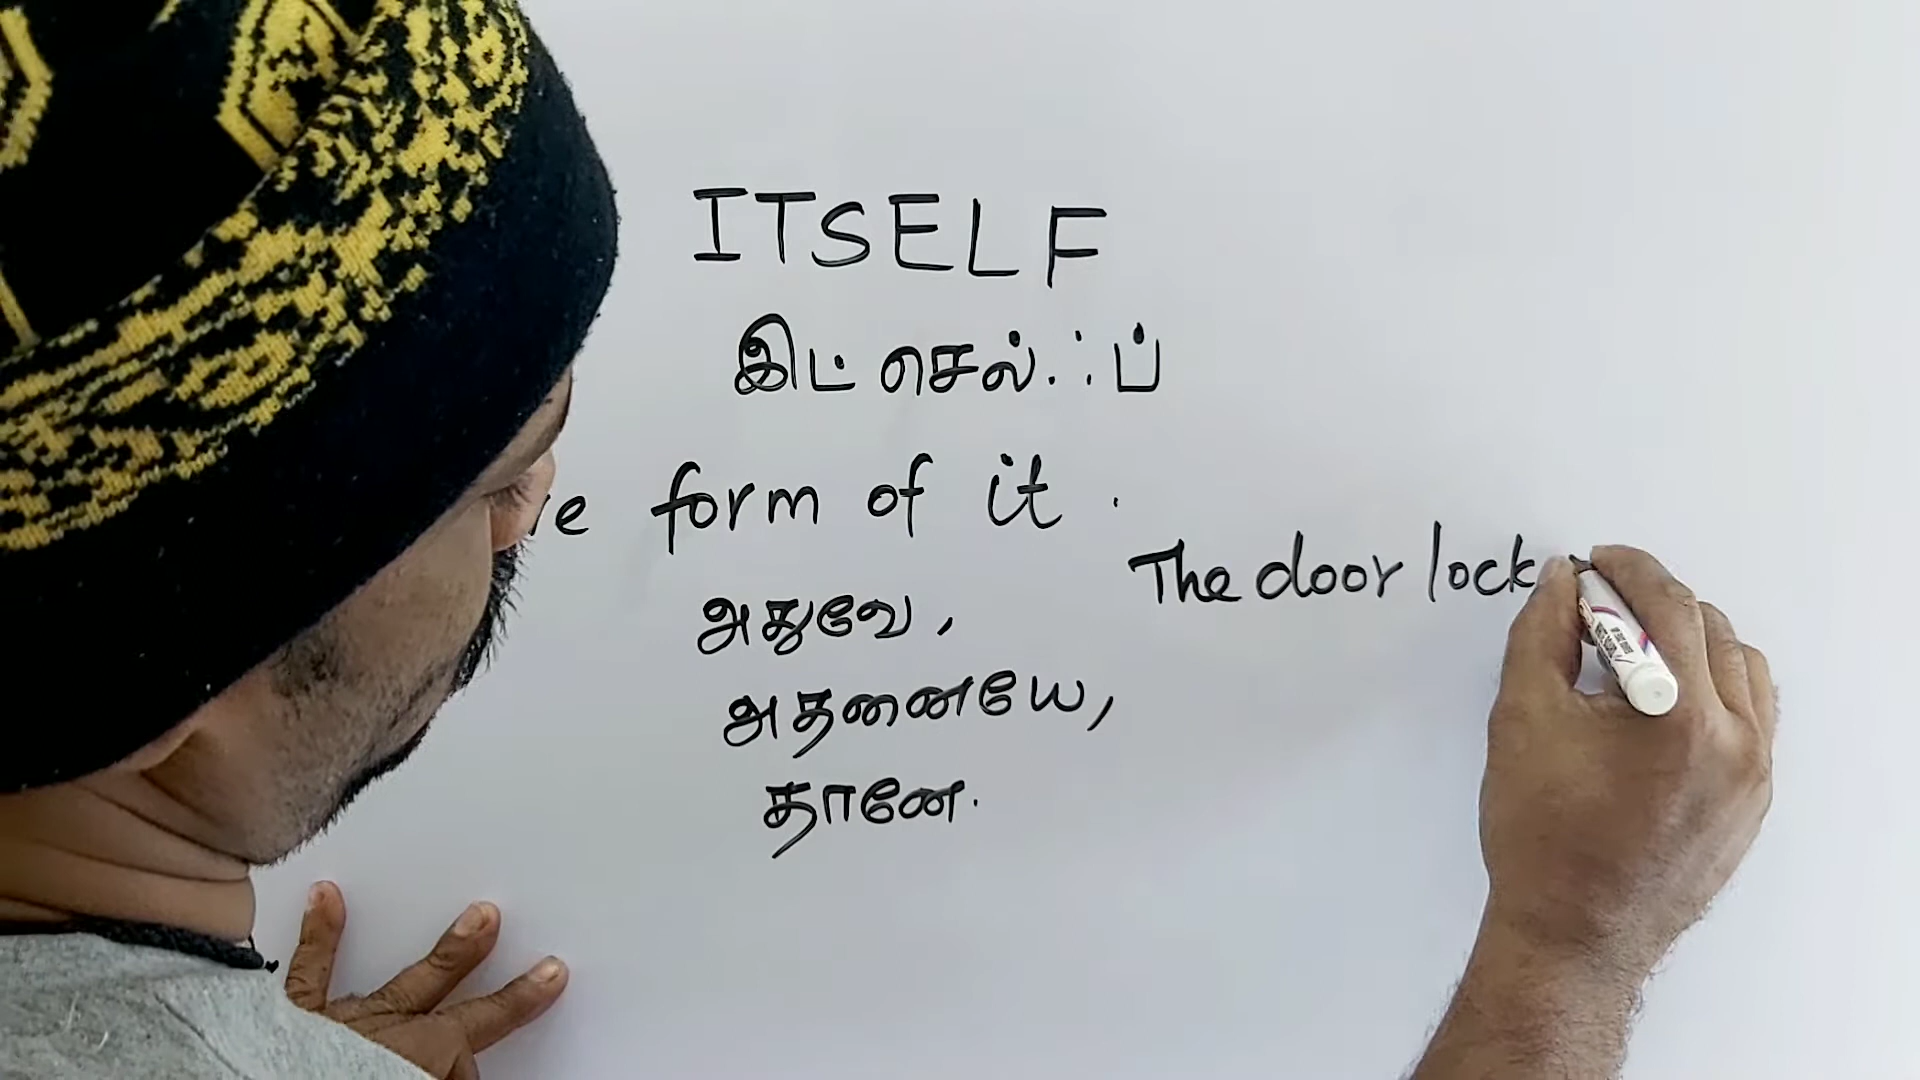 ITSELF
இட் செல்ஃப்
form of it .
The door lock
அதுவே,
அதனையே,
தானே.